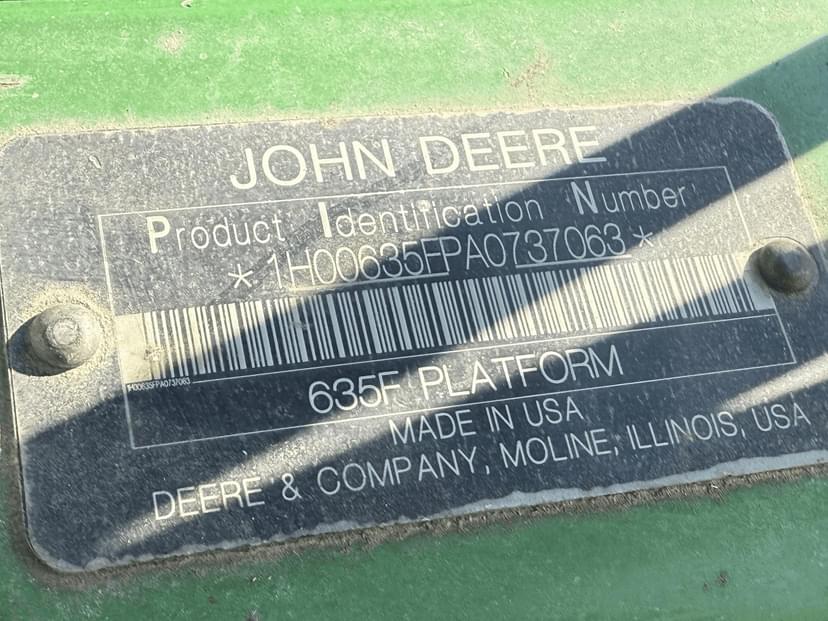 JOHN DEERE
Product Identification Number
*1H00635FPA0737063*
1H00635FPA0737063
635F PLATFORM
MADE IN USA
DEERE & COMPANY, MOLINE, ILLINOIS, USA